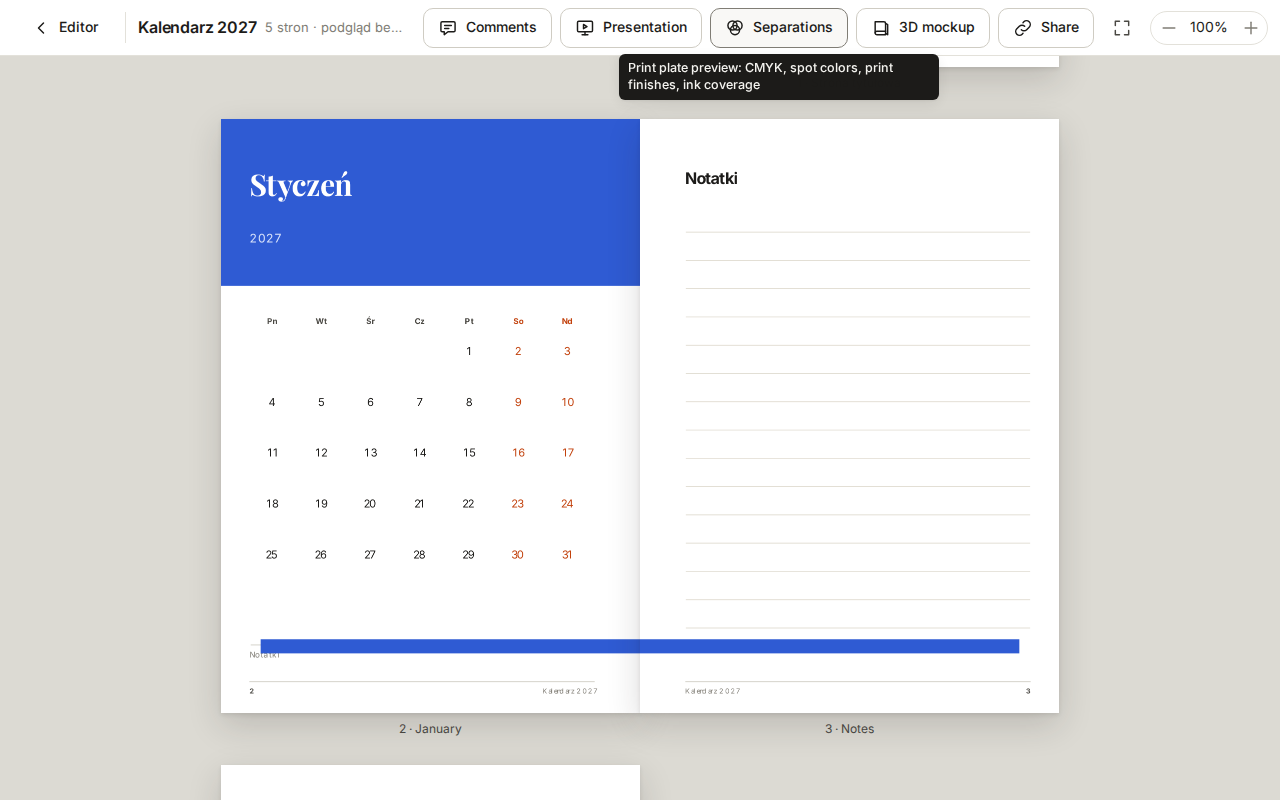 Editor
Kalendarz 2027 5 stron · podgląd be...
Comments
Presentation
Separations
3D mockup
Share
100%
Print plate preview: CMYK, spot colors, print
finishes, ink coverage
Styczeń
2027
Pn Wt Śr Cz Pt So Nd
1 2 3
4 5 6 7 8 9 10
11 12 13 14 15 16 17
18 19 20 21 22 23 24
25 26 27 28 29 30 31
Notatki
2 Kalendarz 2027
Notatki
Kalendarz 2027 3
2 · January
3 · Notes